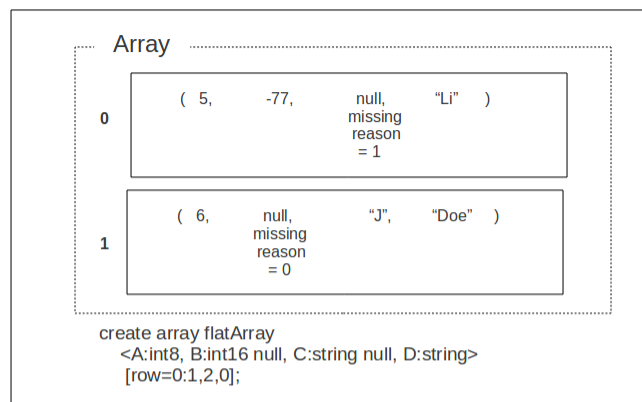 Array
0
( 5, -77, null, “Li” )
missing
reason
= 1
1
( 6, null, “J”, “Doe” )
missing
reason
= 0
create array flatArray
<A:int8, B:int16 null, C:string null, D:string>
[row=0:1,2,0];